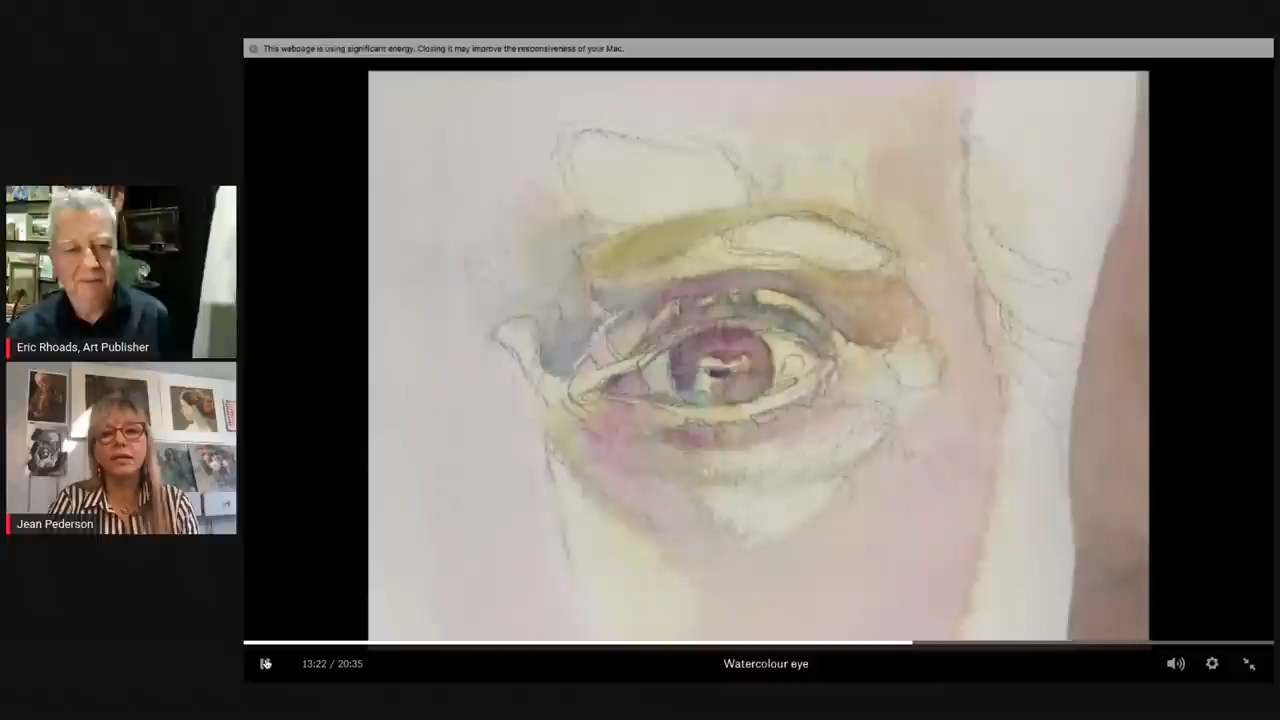 This webpage is using significant energy. Closing it may improve the responsiveness of your Mac.
Eric Rhoads, Art Publisher
Jean Pederson
13:22 / 20:35
Watercolour eye